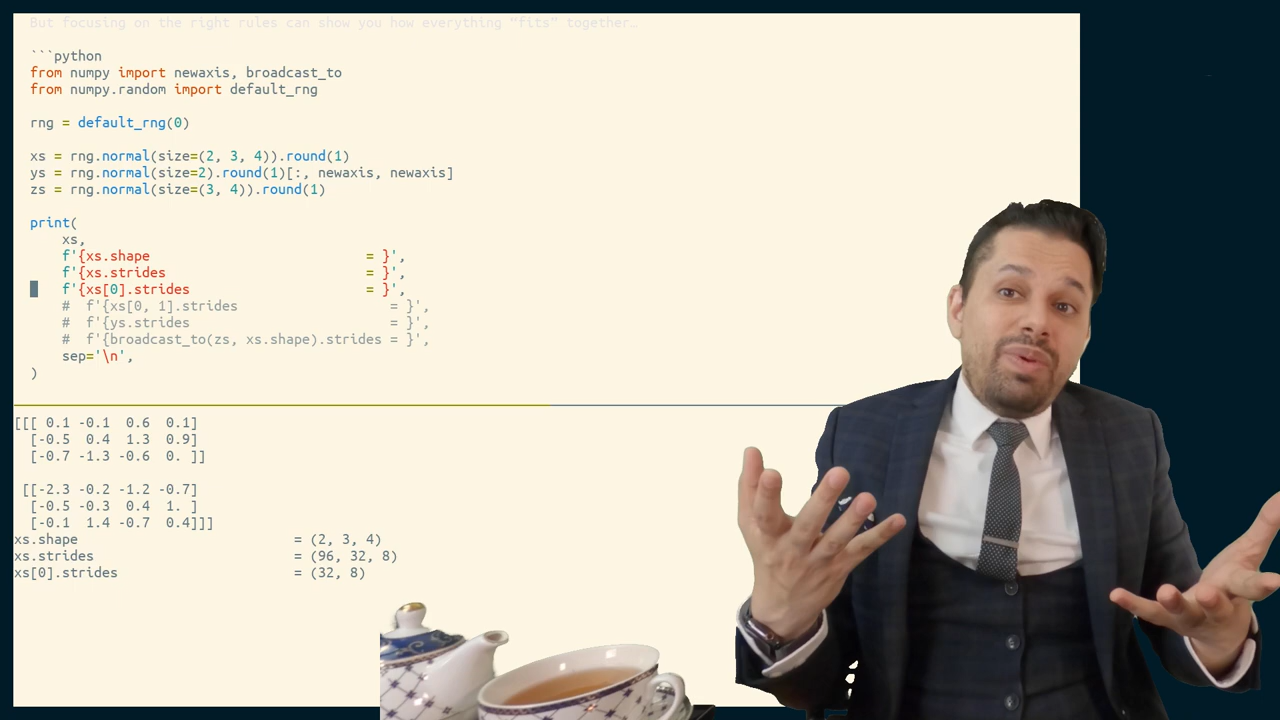 But focusing on the right rules can show you how everything “fits” together…
```python
from numpy import newaxis, broadcast_to
from numpy.random import default_rng
rng = default_rng(0)
xs = rng.normal(size=(2, 3, 4)).round(1)
ys = rng.normal(size=2).round(1)[:, newaxis, newaxis]
zs = rng.normal(size=(3, 4)).round(1)
print(
    xs,
    f'{xs.shape                           = }',
    f'{xs.strides                         = }',
    f'{xs[0].strides                      = }',
    #  f'{xs[0, 1].strides                   = }',
    #  f'{ys.strides                         = }',
    #  f'{broadcast_to(zs, xs.shape).strides = }',
    sep='\n',
)
[[[ 0.1 -0.1  0.6  0.1]
  [-0.5  0.4  1.3  0.9]
  [-0.7 -1.3 -0.6  0. ]]
 [[-2.3 -0.2 -1.2 -0.7]
  [-0.5 -0.3  0.4  1. ]
  [-0.1  1.4 -0.7  0.4]]]
xs.shape                           = (2, 3, 4)
xs.strides                         = (96, 32, 8)
xs[0].strides                      = (32, 8)